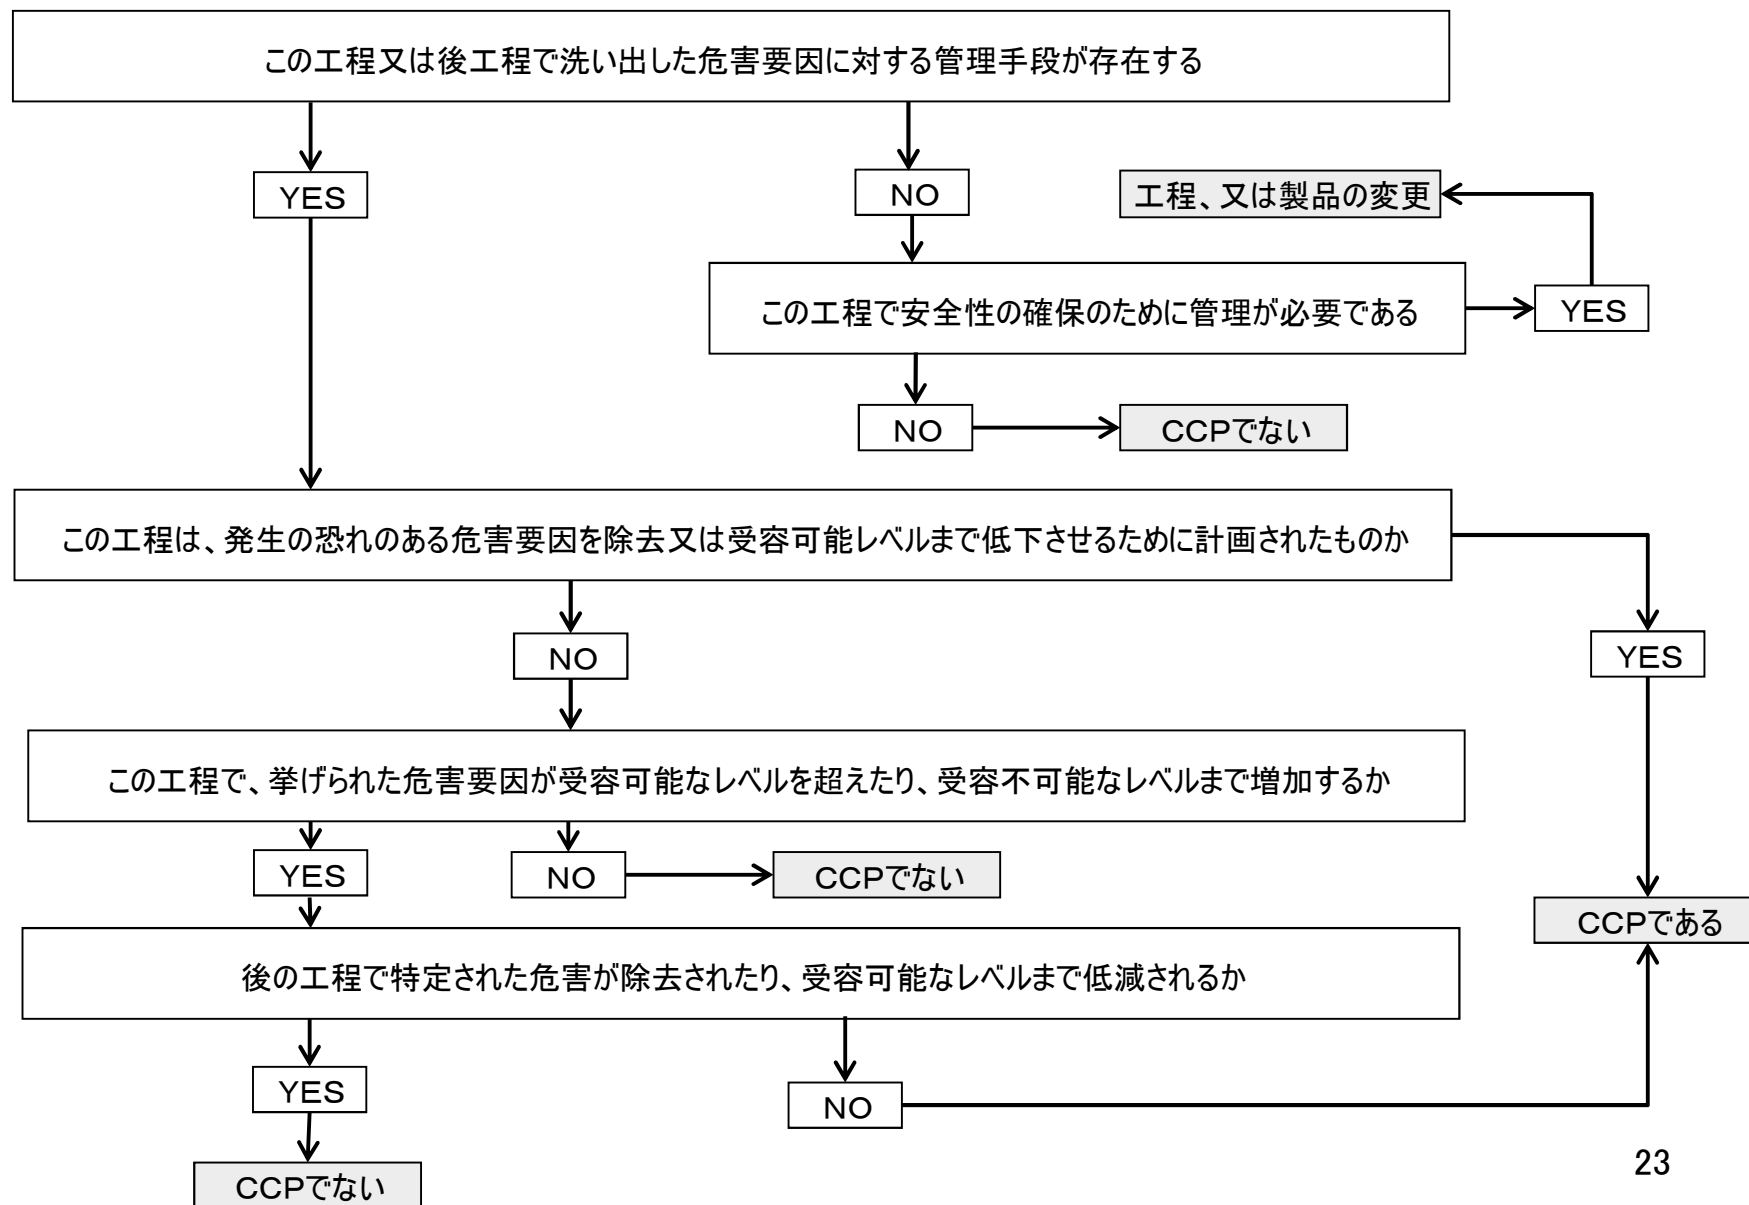 この工程又は後工程で洗い出した危害要因に対する管理手段が存在する
YES
NO
工程、又は製品の変更
この工程で安全性の確保のために管理が必要である
YES
NO
CCPでない
この工程は、発生の恐れのある危害要因を除去又は受容可能レベルまで低下させるために計画されたものか
NO
YES
この工程で、挙げられた危害要因が受容可能なレベルを超えたり、受容不可能なレベルまで増加するか
YES
NO
CCPでない
CCPである
後の工程で特定された危害が除去されたり、受容可能なレベルまで低減されるか
YES
NO
CCPでない
23